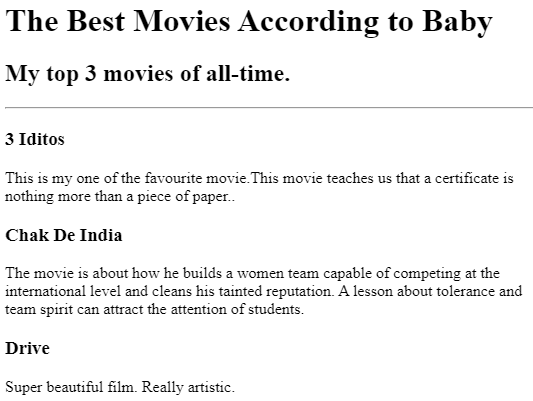 The Best Movies According to Baby
My top 3 movies of all-time.
3 Iditos
This is my one of the favourite movie.This movie teaches us that a certificate is
nothing more than a piece of paper..
Chak De India
The movie is about how he builds a women team capable of competing at the
international level and cleans his tainted reputation. A lesson about tolerance and
team spirit can attract the attention of students.
Drive
Super beautiful film. Really artistic.